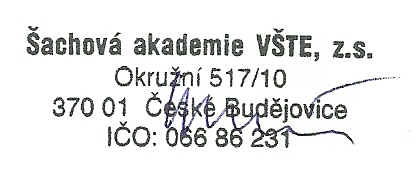 Šachová akademie VŠTE, z.s.
Okružní 517/10
370 01 České Budějovice
IČO: 066 86 231